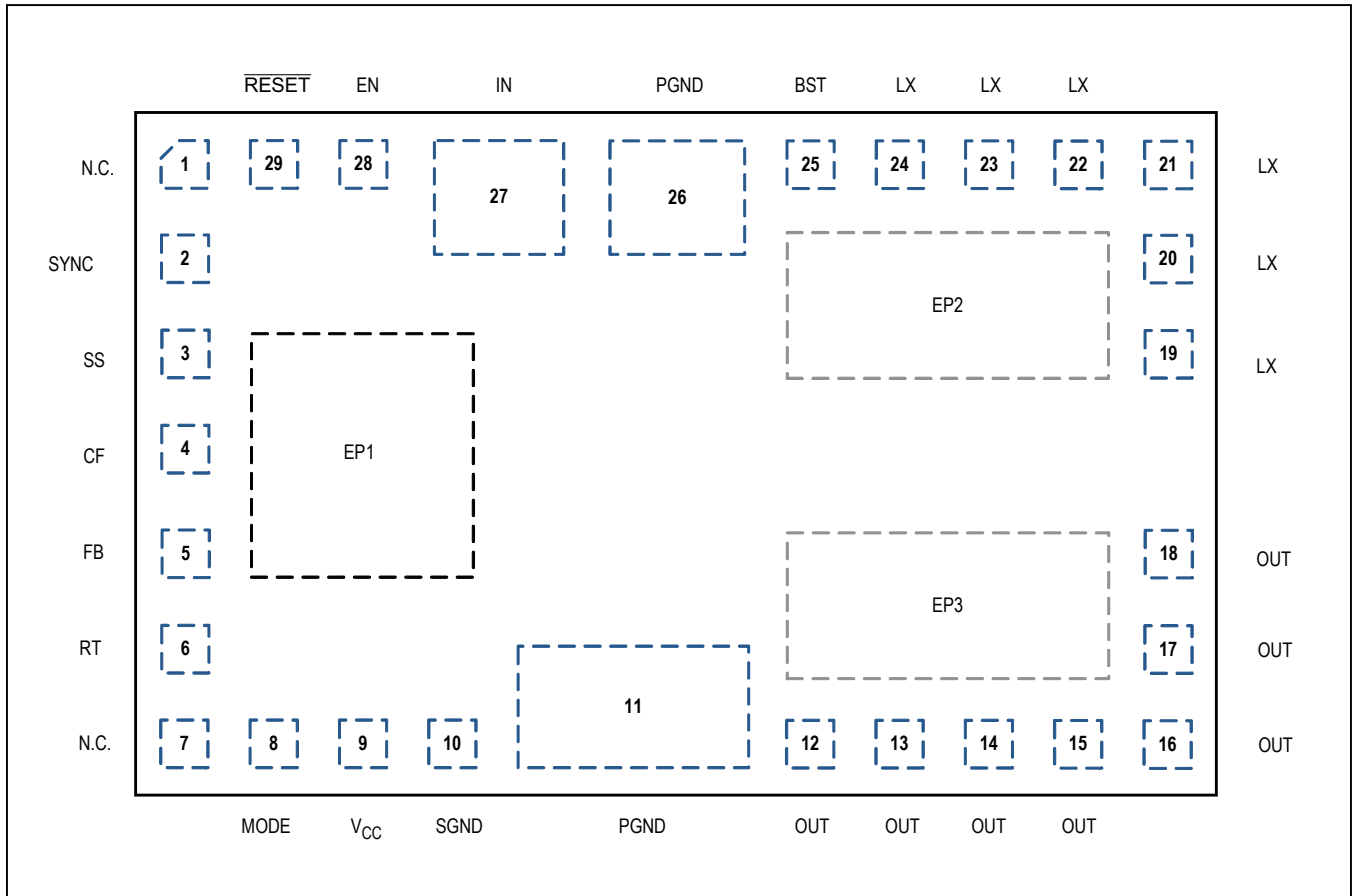 RESET EN IN PGND BST LX LX LX
N.C. 1 29 28 27 26 25 24 23 22 21 LX
SYNC 2 EP2 20 LX
SS 3 19 LX
CF 4 EP1
FB 5 18 OUT
EP3
RT 6 17 OUT
11
N.C. 7 8 9 10 12 13 14 15 16 OUT
MODE VCC SGND PGND OUT OUT OUT OUT